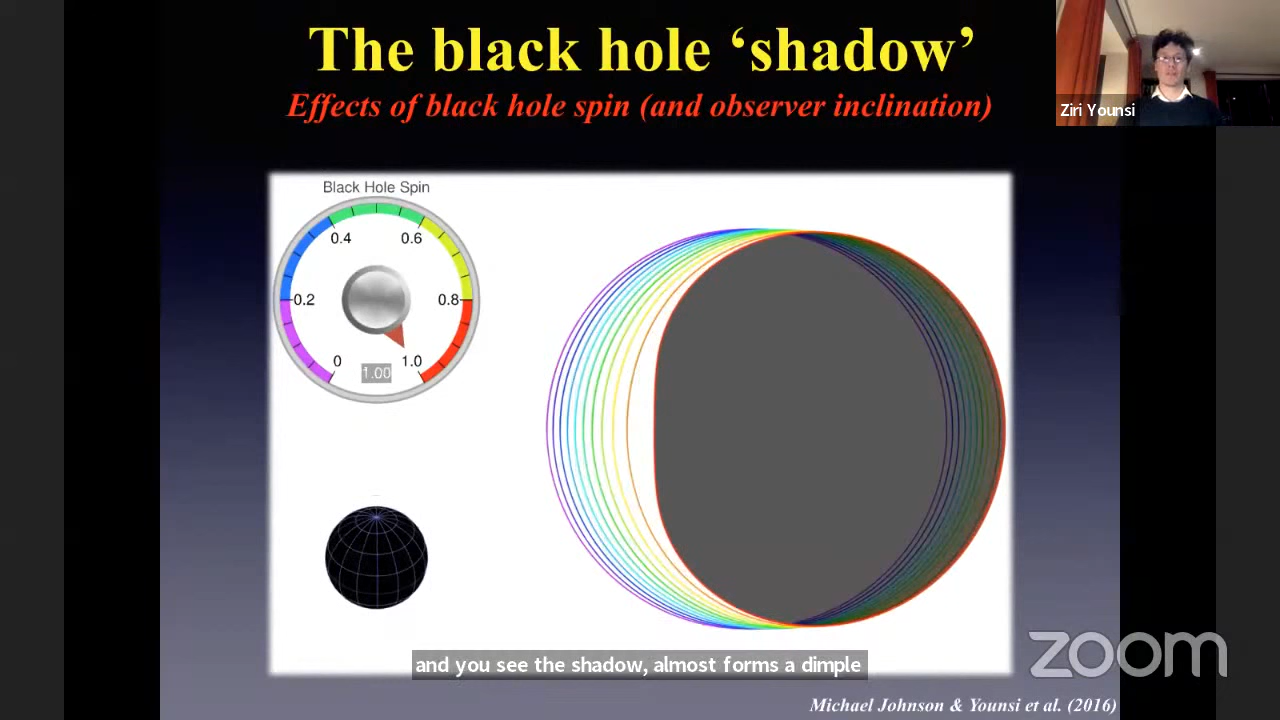 The black hole ‘shadow’
Effects of black hole spin (and observer inclination)
Ziri Younsi
Black Hole Spin
0.4
0.6
0.2
0.8
0
1.0
1.00
and you see the shadow, almost forms a dimple
zoom
Michael Johnson & Younsi et al. (2016)